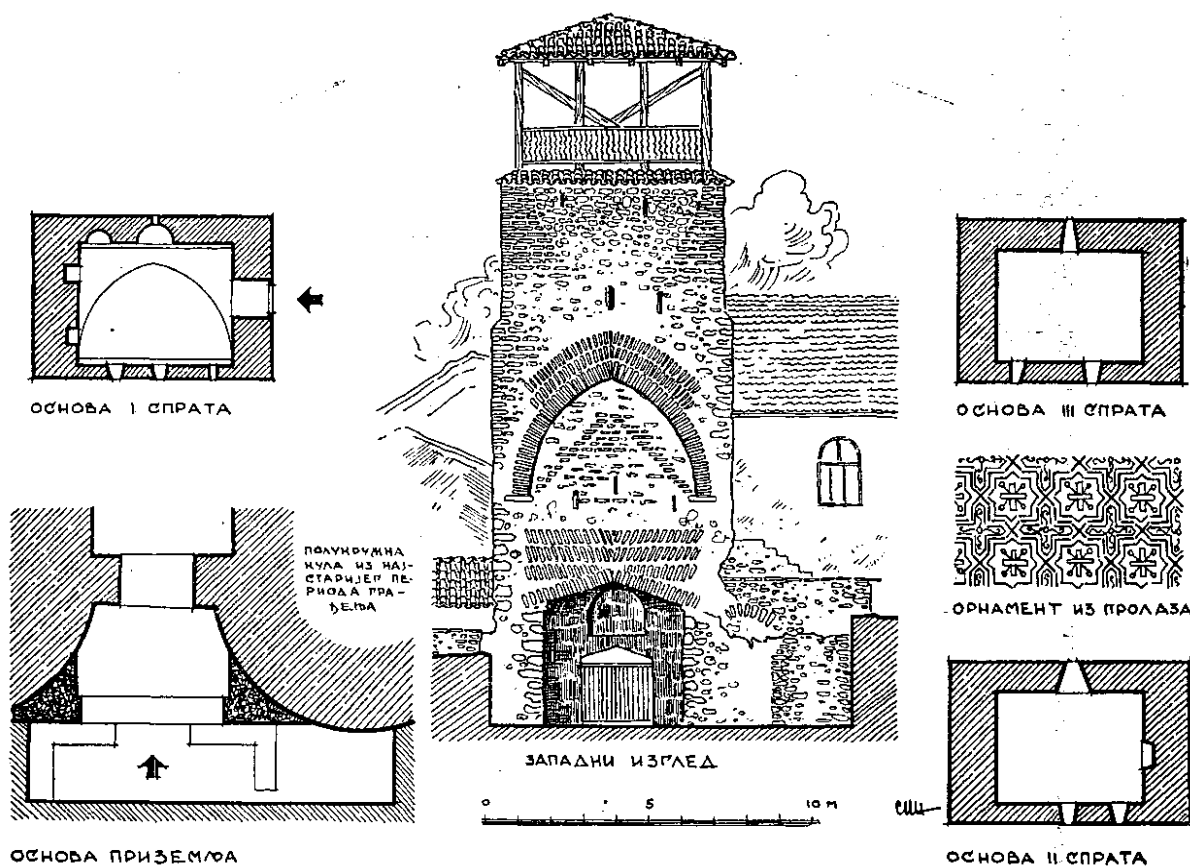 ОСНОВА I СПРАТА
ПОЛУКРУЖНА
КУЛА ИЗ НАЈ-
СТАРИЈЕГ ПЕ-
РИОДА ГРА-
ЂЕЊА
ОСНОВА ПРИЗЕМЉА
ЗАПАДНИ ИЗГЛЕД
0 5 10 М
ОСНОВА III СПРАТА
ОРНАМЕНТ ИЗ ПРОЛАЗА
ОСНОВА II СПРАТА